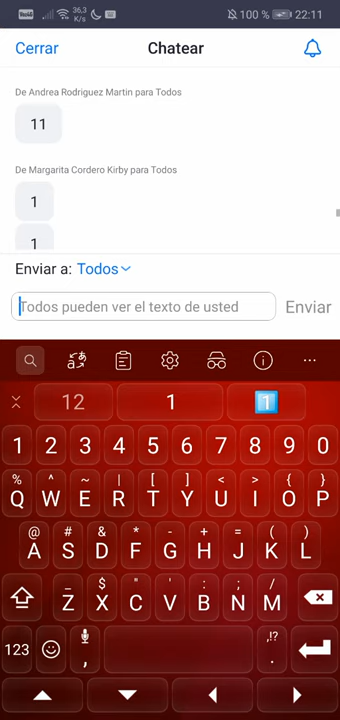 36,3 K/s
100 % 22:11
Cerrar Chatear
De Andrea Rodriguez Martin para Todos
11
De Margarita Cordero Kirby para Todos
1
1
Enviar a: Todos
Todos pueden ver el texto de usted Enviar
12 1 1
1 2 3 4 5 6 7 8 9 0
% ^ ~ | [ ] < > { }
Q W E R T Y U I O P
@ # & * - + = ( )
A S D F G H J K L
_ $ " ' : ; /
Z X C V B N M
123 , ,!? .